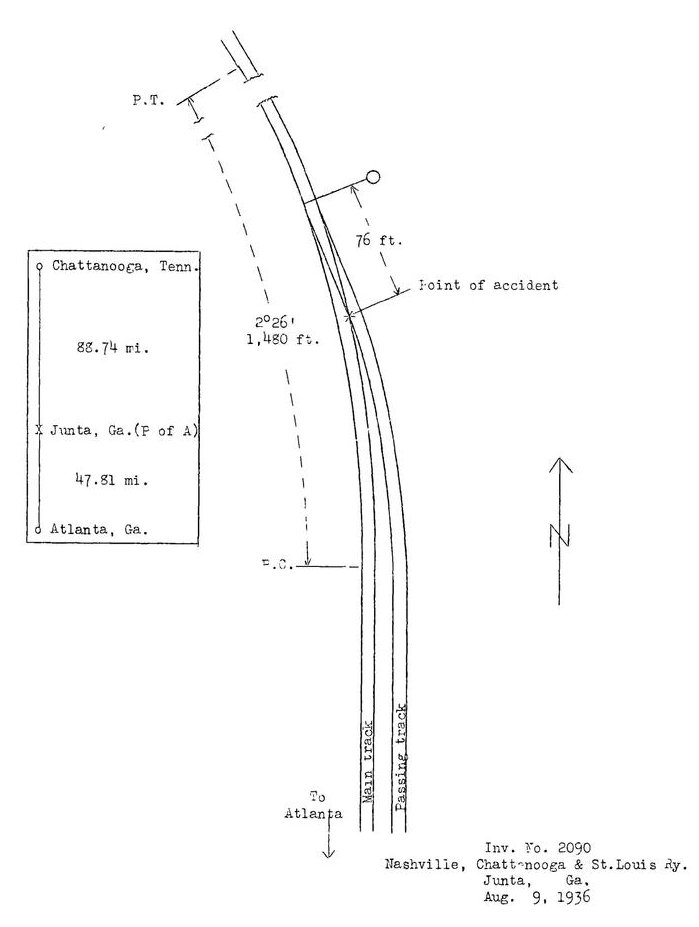 P.T.
76 ft.
Point of accident
Chattanooga, Tenn.
2°26'
1,480 ft.
88.74 mi.
Junta, Ga.(P of A)
47.81 mi.
Atlanta, Ga.
P.C.
N
Main track
Passing track
To
Atlanta
Inv. No. 2090
Nashville, Chattanooga & St.Louis Ry.
Junta, Ga.
Aug. 9, 1936